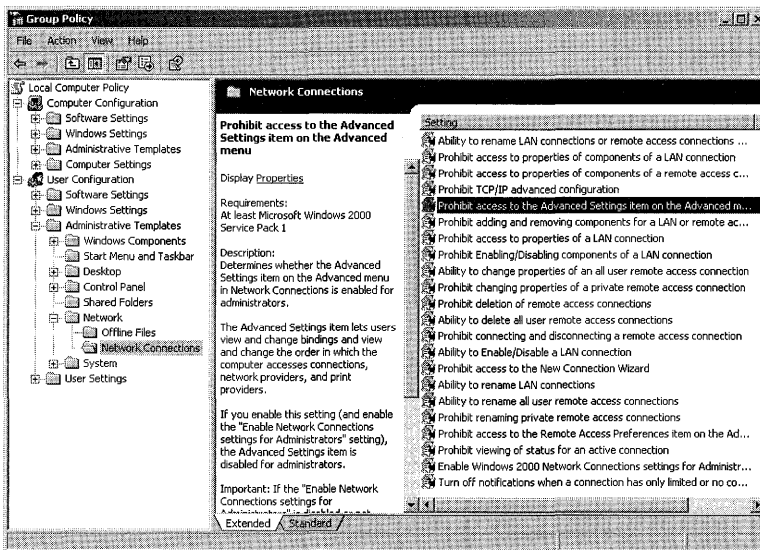 Group Policy
File Action View Help
Local Computer Policy
Computer Configuration
Software Settings
Windows Settings
Administrative Templates
Computer Settings
User Configuration
Software Settings
Windows Settings
Administrative Templates
Windows Components
Start Menu and Taskbar
Desktop
Control Panel
Shared Folders
Network
Offline Files
Network Connections
System
User Settings
Network Connections
Prohibit access to the Advanced
Settings item on the Advanced
menu
Display Properties
Requirements:
At least Microsoft Windows 2000
Service Pack 1
Description:
Determines whether the Advanced
Settings item on the Advanced menu
in Network Connections is enabled for
administrators.
The Advanced Settings item lets users
view and change bindings and view
and change the order in which the
computer accesses connections,
network providers, and print
providers.
If you enable this setting (and enable
the "Enable Network Connections
settings for Administrators" setting),
the Advanced Settings item is
disabled for administrators.
Important: If the "Enable Network
Connections settings for
Setting
Ability to rename LAN connections or remote access connections ...
Prohibit access to properties of components of a LAN connection
Prohibit access to properties of components of a remote access c...
Prohibit TCP/IP advanced configuration
Prohibit access to the Advanced Settings item on the Advanced m...
Prohibit adding and removing components for a LAN or remote ac...
Prohibit access to properties of a LAN connection
Prohibit Enabling/Disabling components of a LAN connection
Ability to change properties of an all user remote access connection
Prohibit changing properties of a private remote access connection
Prohibit deletion of remote access connections
Ability to delete all user remote access connections
Prohibit connecting and disconnecting a remote access connection
Ability to Enable/Disable a LAN connection
Prohibit access to the New Connection Wizard
Ability to rename LAN connections
Ability to rename all user remote access connections
Prohibit renaming private remote access connections
Prohibit access to the Remote Access Preferences item on the Ad...
Prohibit viewing of status for an active connection
Enable Windows 2000 Network Connections settings for Administr...
Turn off notifications when a connection has only limited or no co...
Extended Standard